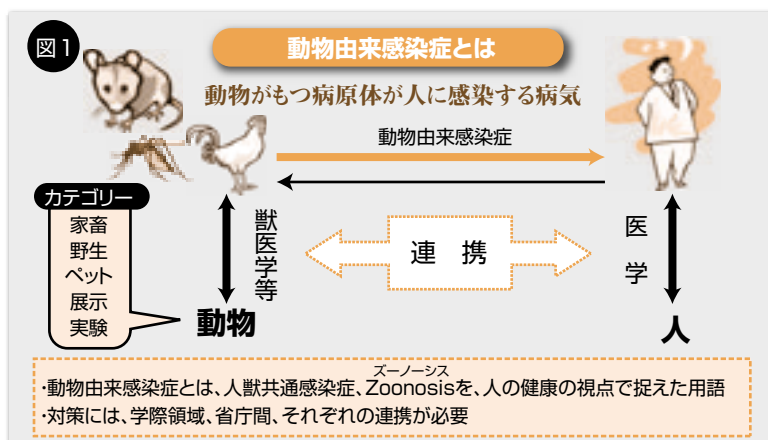 図1
動物由来感染症とは
動物がもつ病原体が人に感染する病気
動物由来感染症
カテゴリー
家畜
野生
ペット
展示
実験
獣医学等
連 携
医 学
動物
人
ズーノーシス
・動物由来感染症とは、人獣共通感染症、Zoonosisを、人の健康の視点で捉えた用語
・対策には、学際領域、省庁間、それぞれの連携が必要